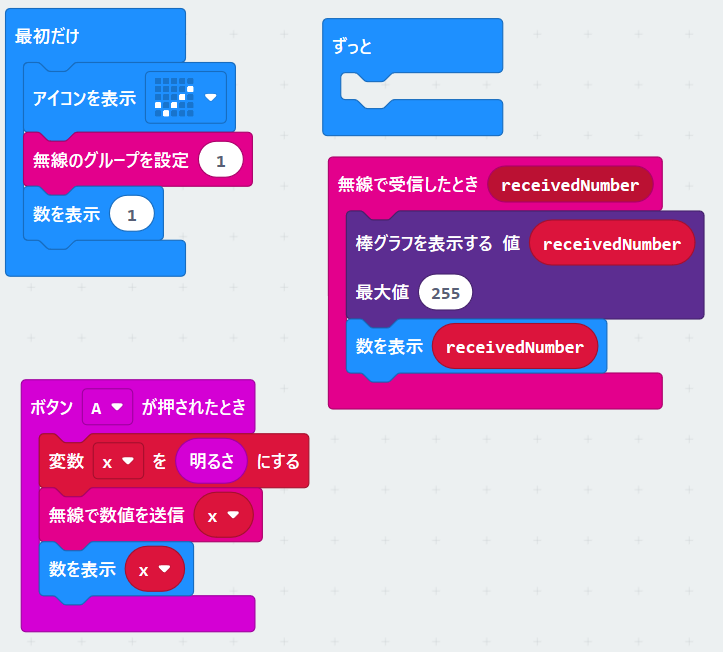 最初だけ
アイコンを表示
無線のグループを設定 1
数を表示 1
ずっと
無線で受信したとき receivedNumber
棒グラフを表示する 値 receivedNumber
最大値 255
数を表示 receivedNumber
ボタン A が押されたとき
変数 x を 明るさ にする
無線で数値を送信 x
数を表示 x